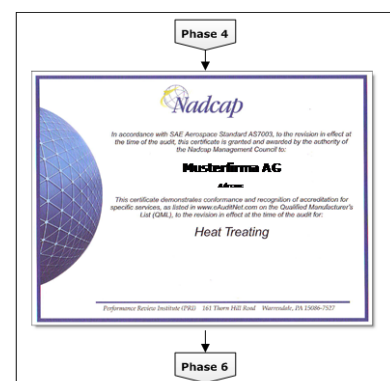 Phase 4
Nadcap
In accordance with SAE Aerospace Standard AS7003, to the revision in effect at
the time of the audit, this certificate is granted and awarded by the authority of
the Nadcap Management Council to:
Musterfirma AG
Adresse
This certificate demonstrates conformance and recognition of accreditation for
specific services, as listed in www.eAuditNet.com on the Qualified Manufacturer's
List (QML), to the revision in effect at the time of the audit for:
Heat Treating
Performance Review Institute (PRI) 161 Thorn Hill Road Warrendale, PA 15086-7527
Phase 6